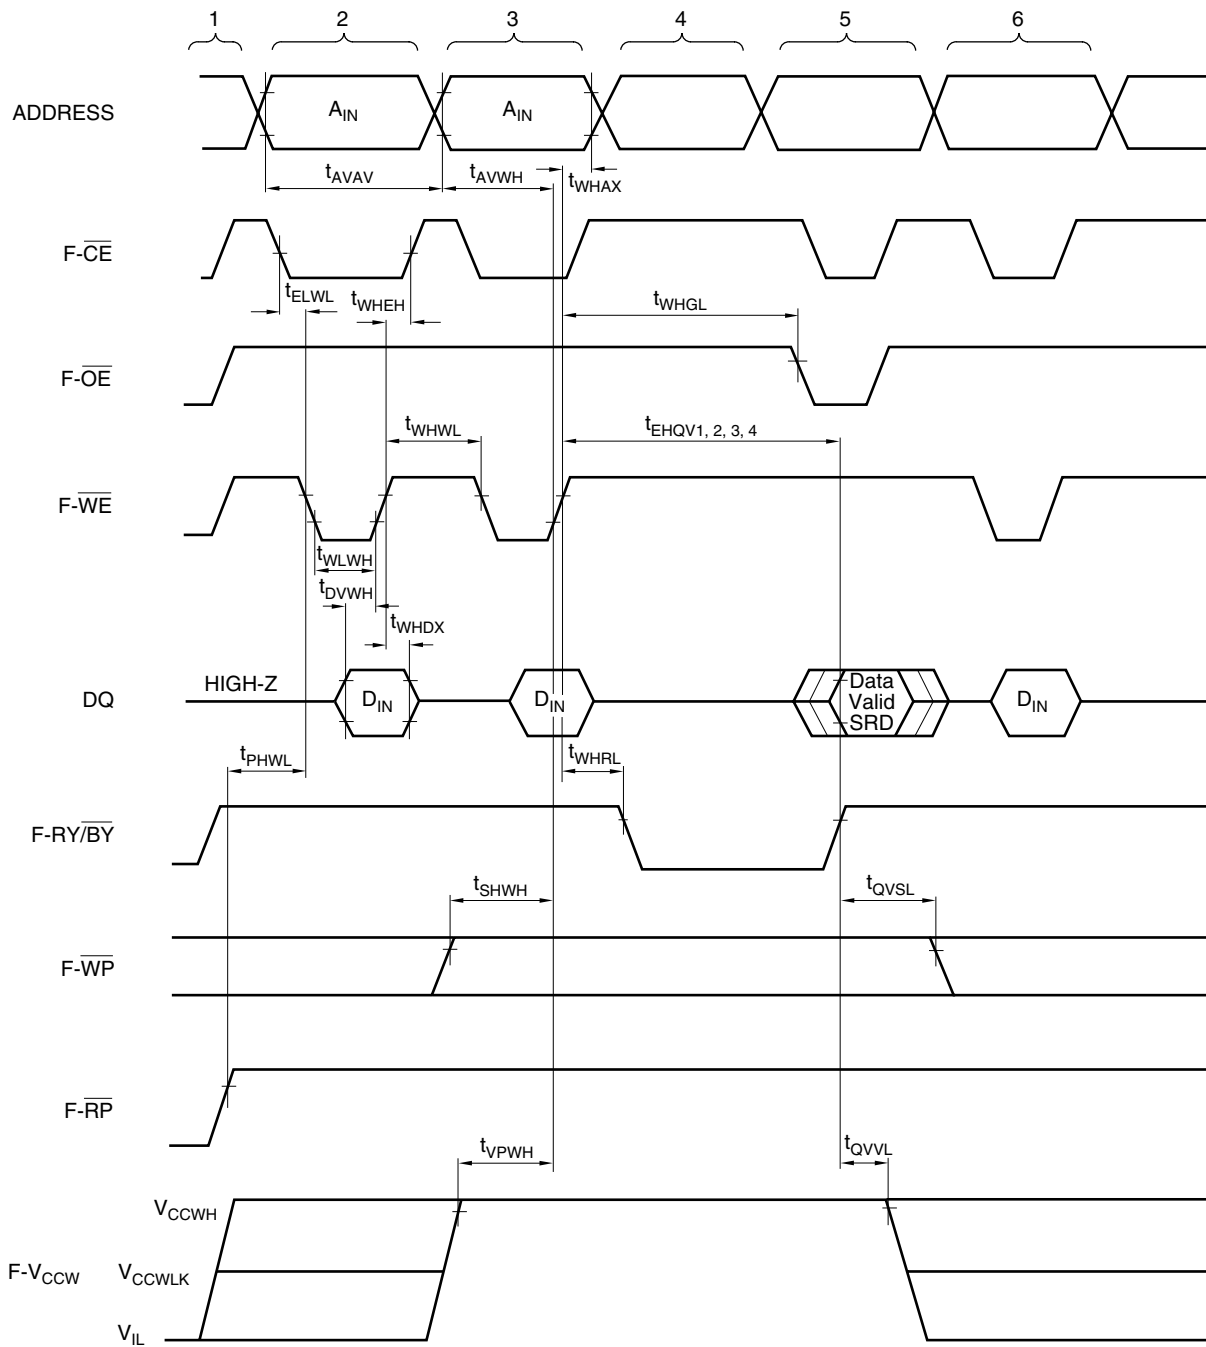 1 2 3 4 5 6
ADDRESS AIN AIN
tAVAV tAVWH tWHAX
F-CE
tELWL tWHEH tWHGL
F-OE
tWHWL tEHQV1, 2, 3, 4
F-WE
tWLWH
tDVWH
tWHDX
DQ HIGH-Z DIN DIN Data Valid SRD DIN
tPHWL tWHRL
F-RY/BY
tSHWH tQVSL
F-WP
F-RP
tVPWH tQVVL
VCCWH
F-VCCW VCCWLK
VIL